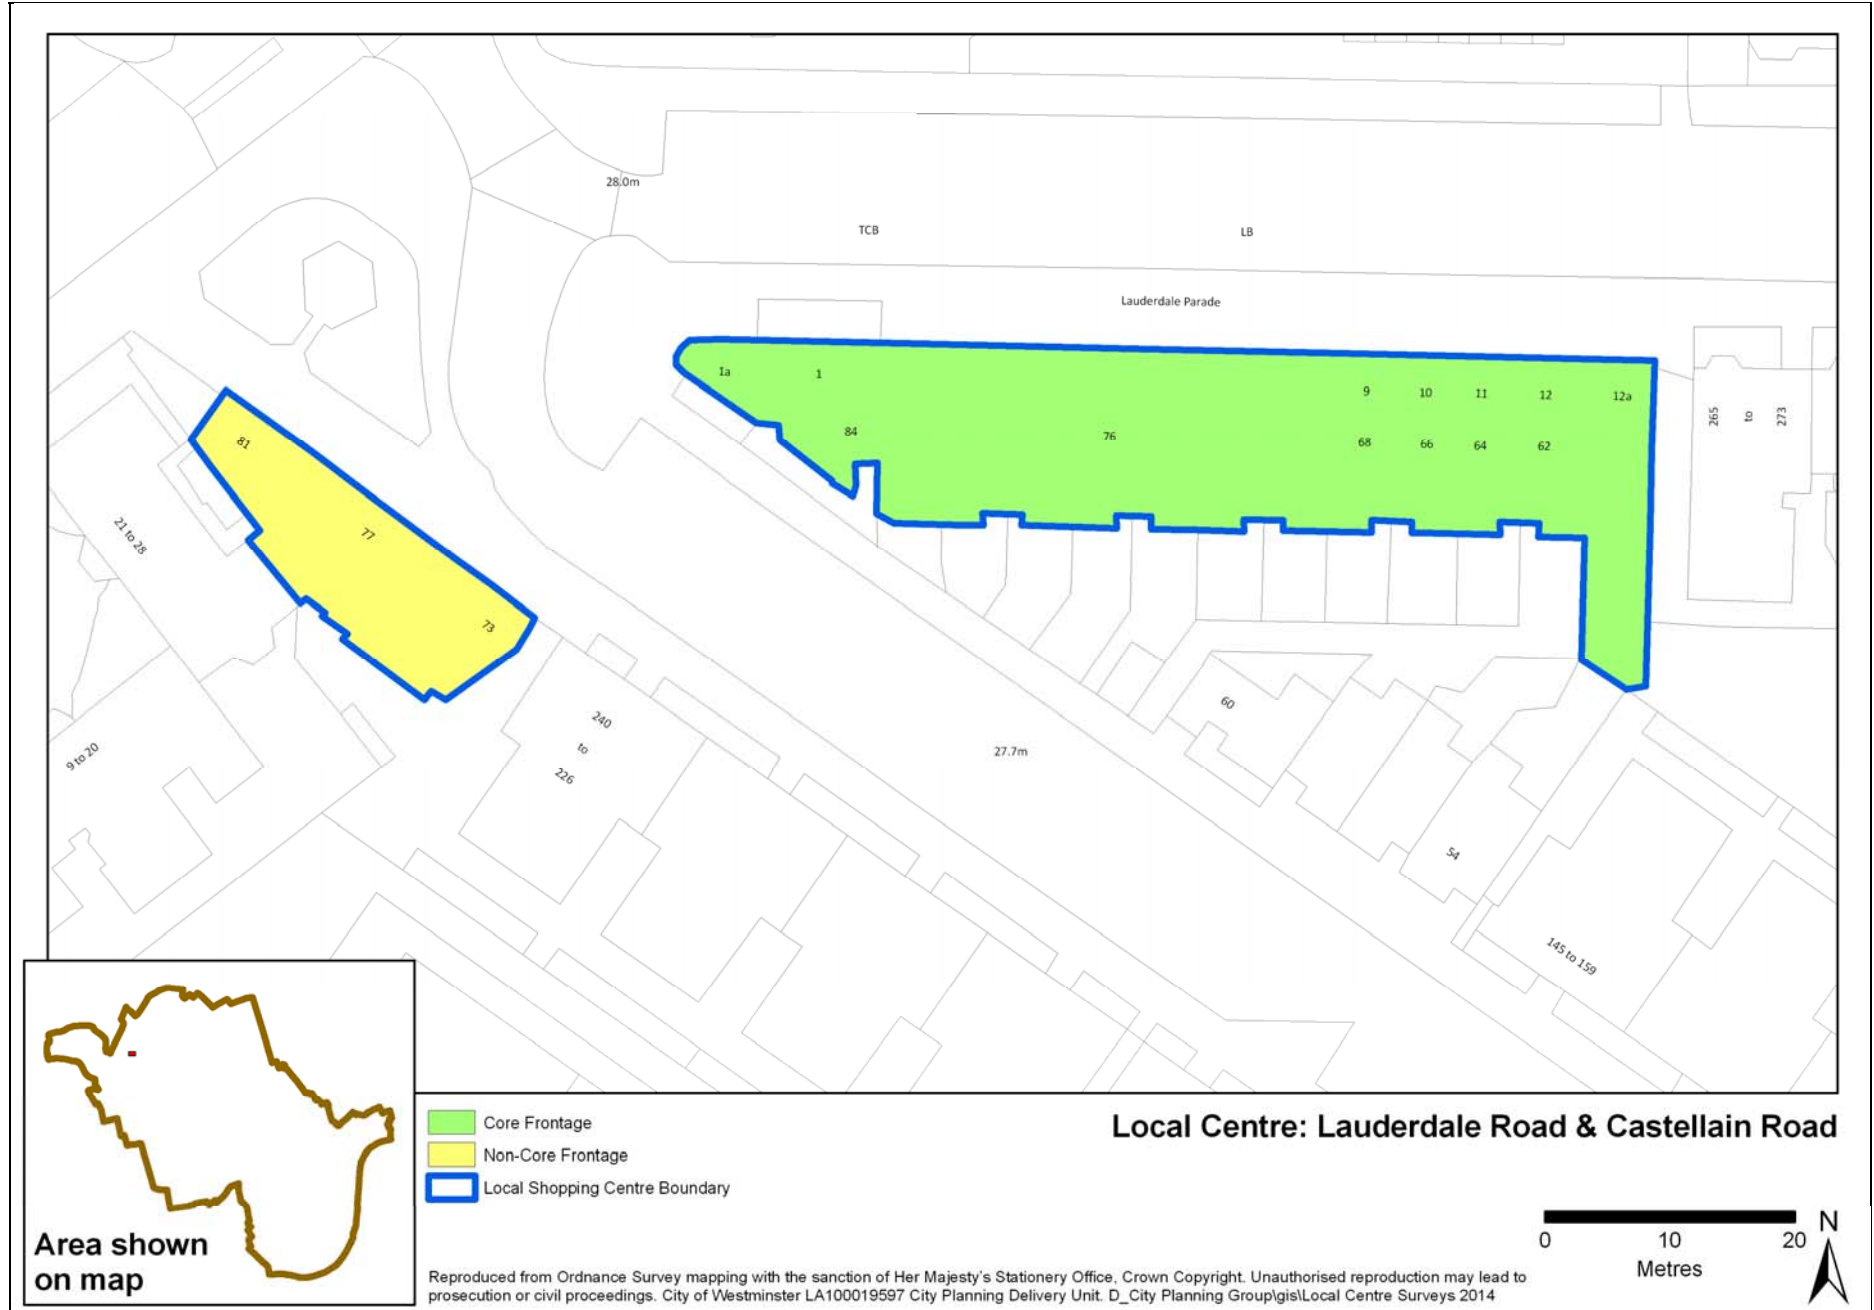 28.0m
TCB
LB
Lauderdale Parade
1a
1
9
10
11
12
12a
84
76
68
66
64
62
265
to
273
81
77
73
21 to 28
9 to 20
240
to
226
60
27.7m
54
145 to 159
Area shown
on map
Core Frontage
Non-Core Frontage
Local Shopping Centre Boundary
Local Centre: Lauderdale Road & Castellain Road
N
0
10
20
Metres
Reproduced from Ordnance Survey mapping with the sanction of Her Majesty's Stationery Office, Crown Copyright. Unauthorised reproduction may lead to
prosecution or civil proceedings. City of Westminster LA100019597 City Planning Delivery Unit. D_City Planning Group\gis\Local Centre Surveys 2014